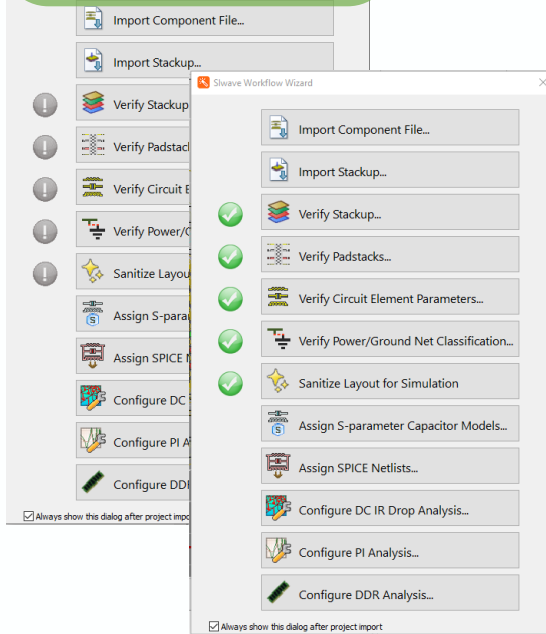 Import Component File...
Import Stackup...
Verify Stackup
Verify Padstac
Verify Circuit E
Verify Power/G
Sanitize Layou
Assign S-para
Assign SPICE
Configure DC
Configure PI A
Configure DD
Always show this dialog after project impo
SIwave Workflow Wizard
Import Component File...
Import Stackup...
Verify Stackup...
Verify Padstacks...
Verify Circuit Element Parameters...
Verify Power/Ground Net Classification...
Sanitize Layout for Simulation
Assign S-parameter Capacitor Models...
Assign SPICE Netlists...
Configure DC IR Drop Analysis...
Configure PI Analysis...
Configure DDR Analysis...
Always show this dialog after project import